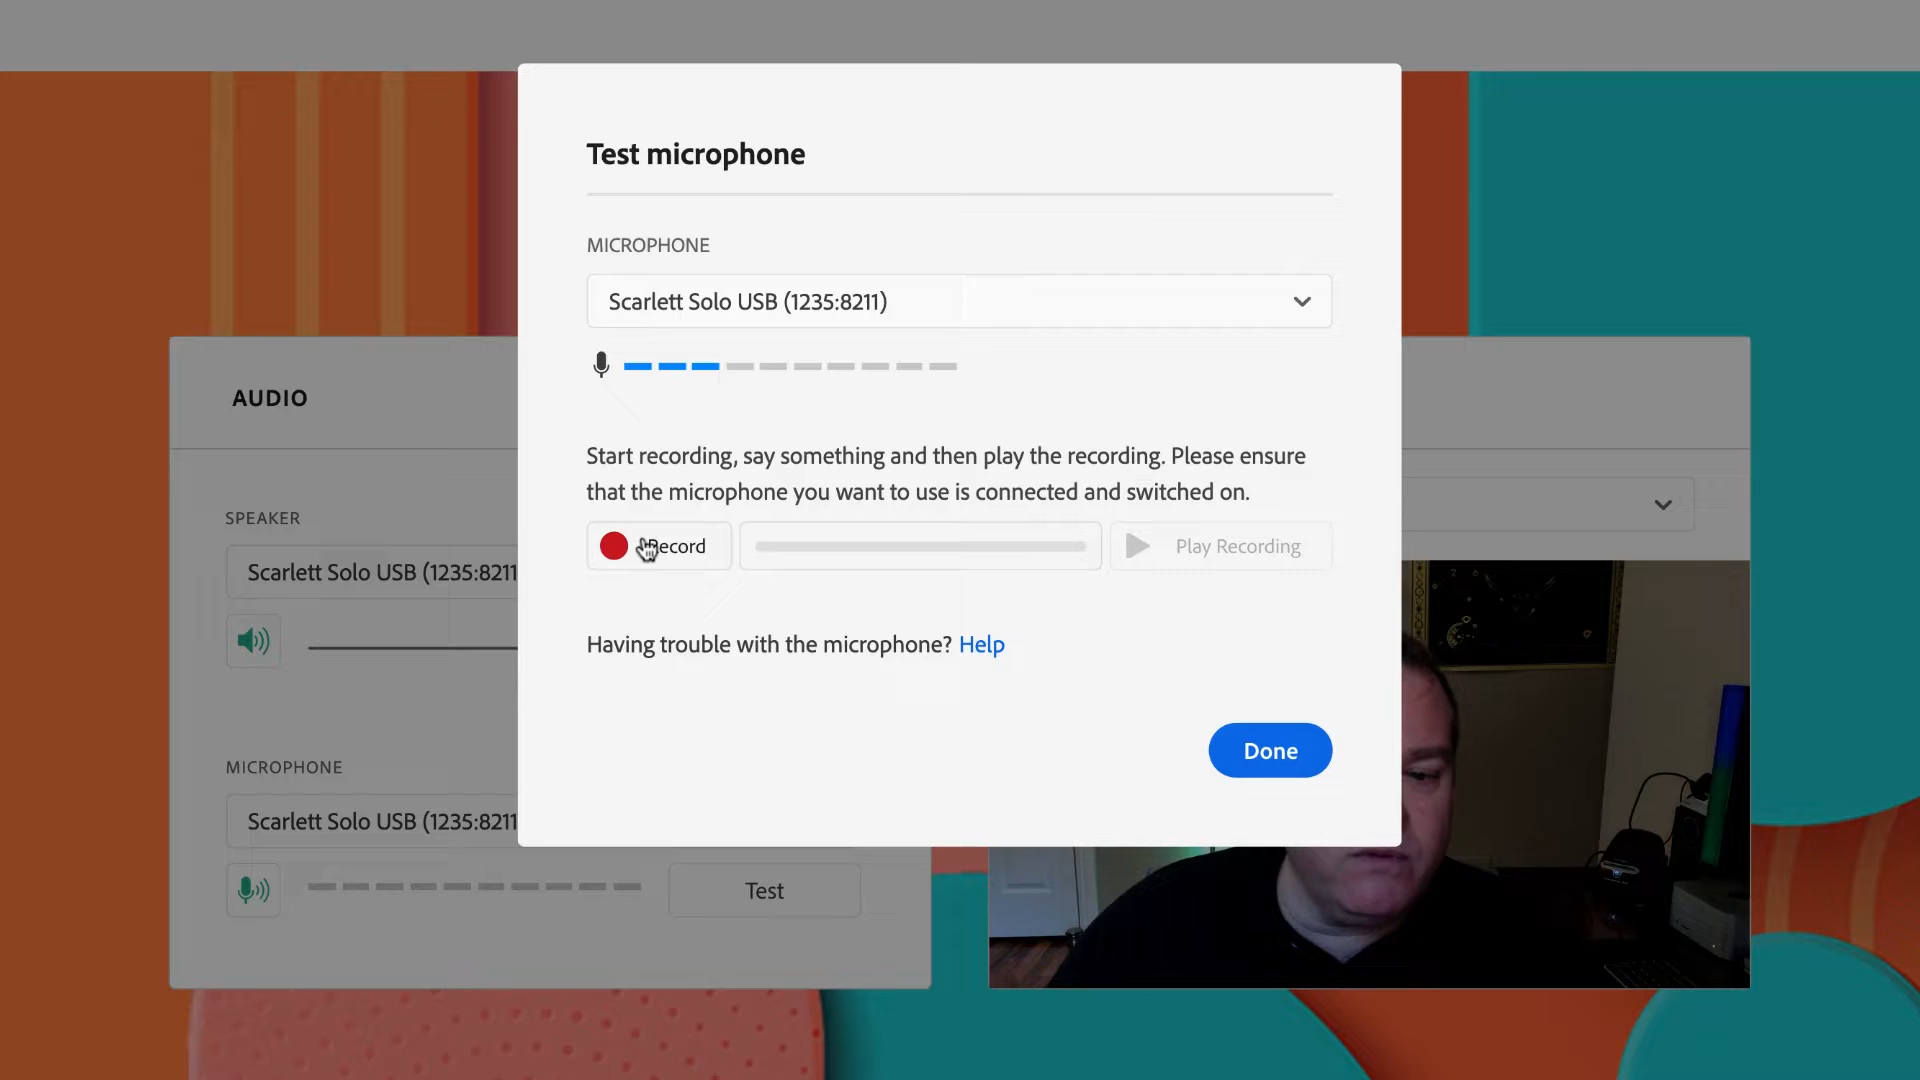 Test microphone
MICROPHONE
Scarlett Solo USB (1235:8211)
Start recording, say something and then play the recording. Please ensure
that the microphone you want to use is connected and switched on.
Record
Play Recording
Having trouble with the microphone? Help
Done
AUDIO
SPEAKER
Scarlett Solo USB (1235:8211
MICROPHONE
Scarlett Solo USB (1235:8211
Test